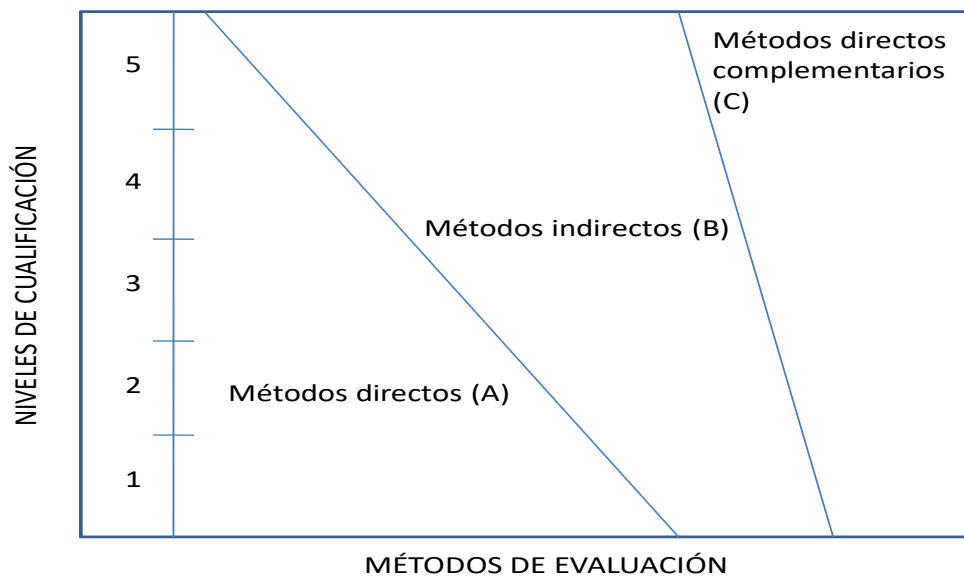 NIVELES DE CUALIFICACIÓN
5
4
3
2
1
Métodos directos
complementarios
(C)
Métodos indirectos (B)
Métodos directos (A)
MÉTODOS DE EVALUACIÓN